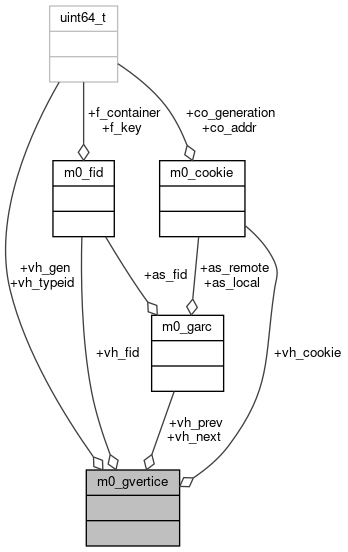 uint64_t
+f_container
+f_key
+co_generation
+co_addr
m0_fid
m0_cookie
+vh_gen
+vh_typeid
+as_fid
+as_remote
+as_local
m0_garc
+vh_fid
+vh_cookie
+vh_prev
+vh_next
m0_gvertice